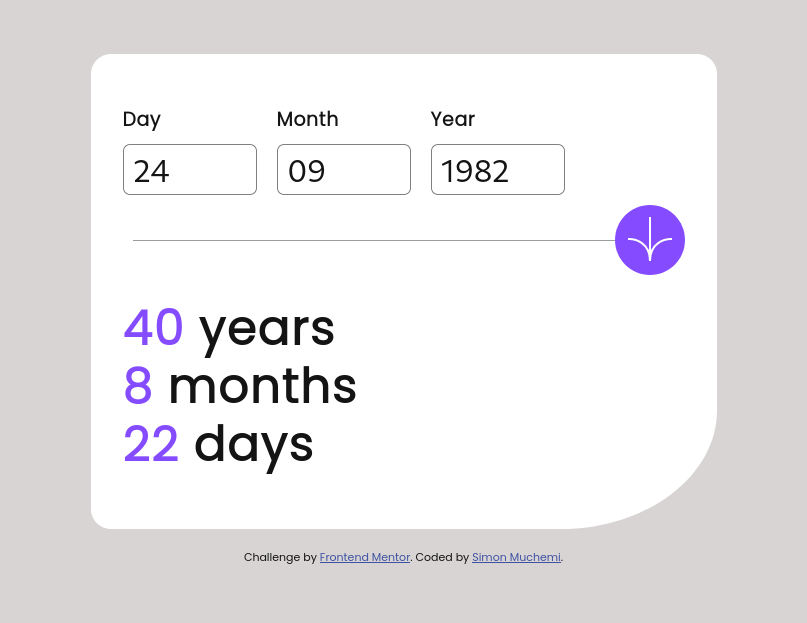 Day Month Year
24 09 1982
40 years
8 months
22 days
Challenge by Frontend Mentor. Coded by Simon Muchemi.